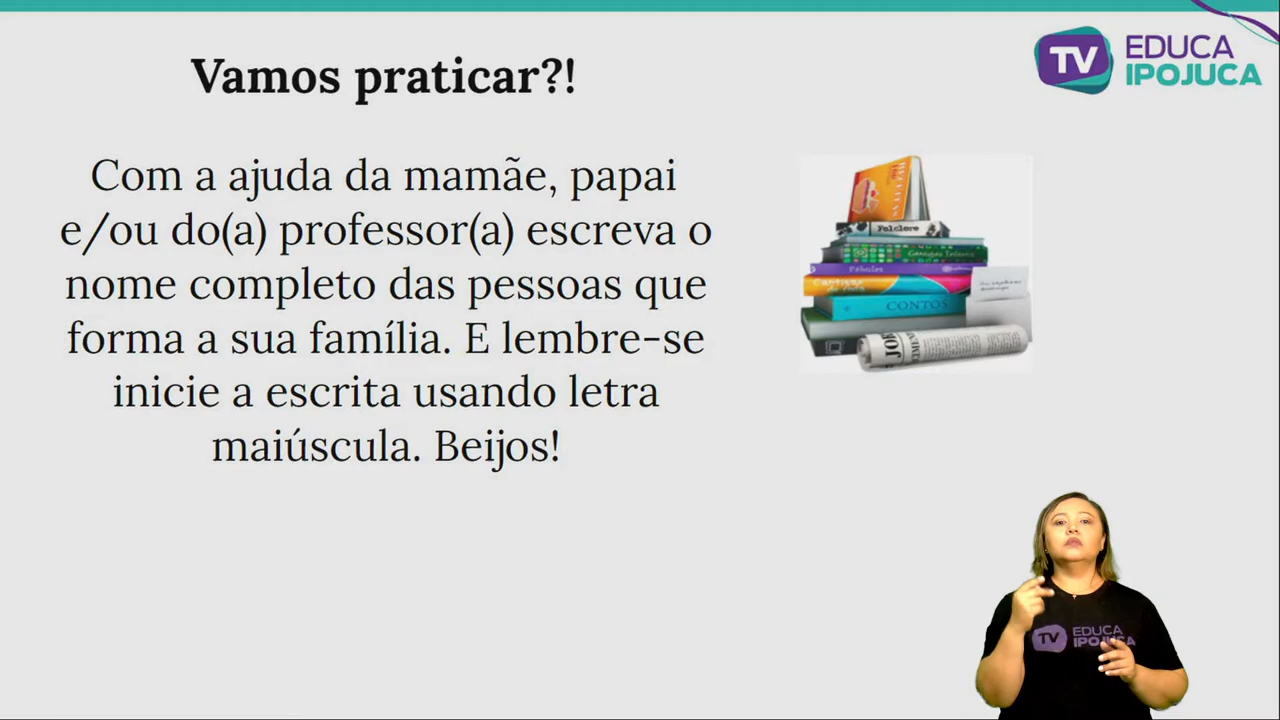 Vamos praticar?!
TV EDUCA
IPOJUCA
Com a ajuda da mamãe, papai
e/ou do(a) professor(a) escreva o
nome completo das pessoas que
forma a sua família. E lembre-se
inicie a escrita usando letra
maiúscula. Beijos!
Folclore
Fábulas
CONTOS
TV EDUCA
IPOJUCA